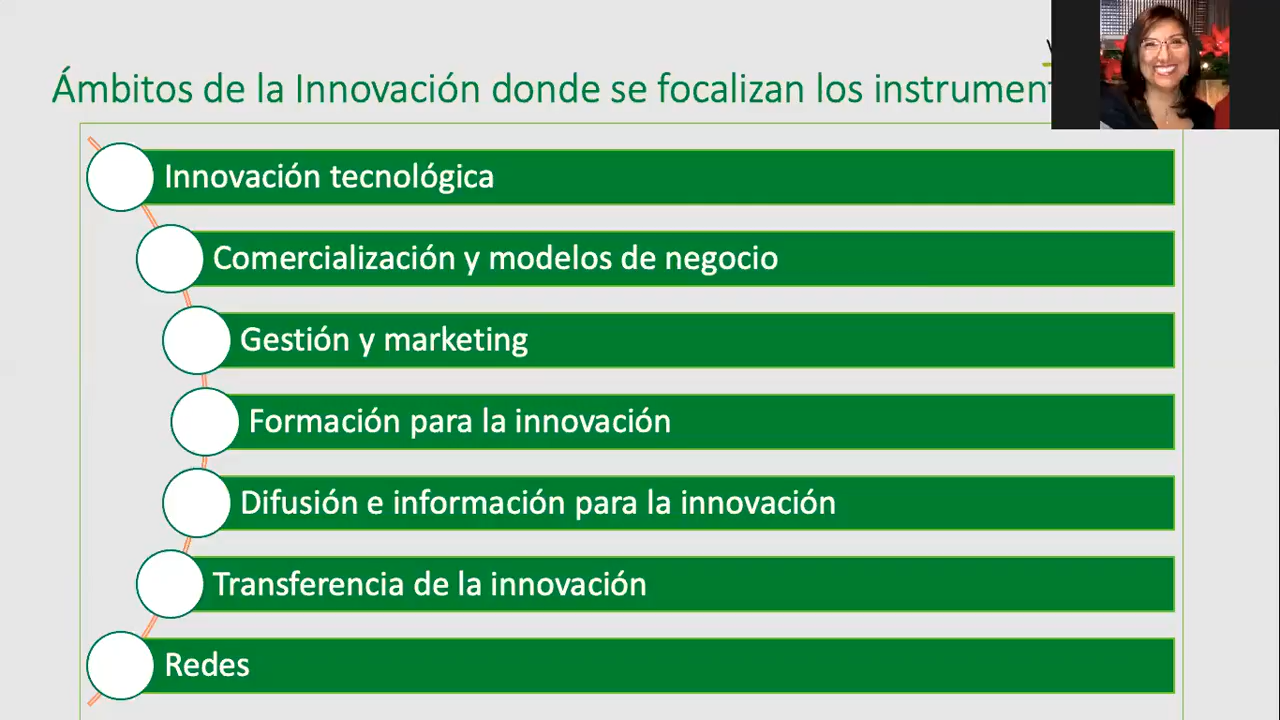 Ámbitos de la Innovación donde se focalizan los
Innovación tecnológica
Comercialización y modelos de negocio
Gestión y marketing
Formación para la innovación
Difusión e información para la innovación
Transferencia de la innovación
Redes